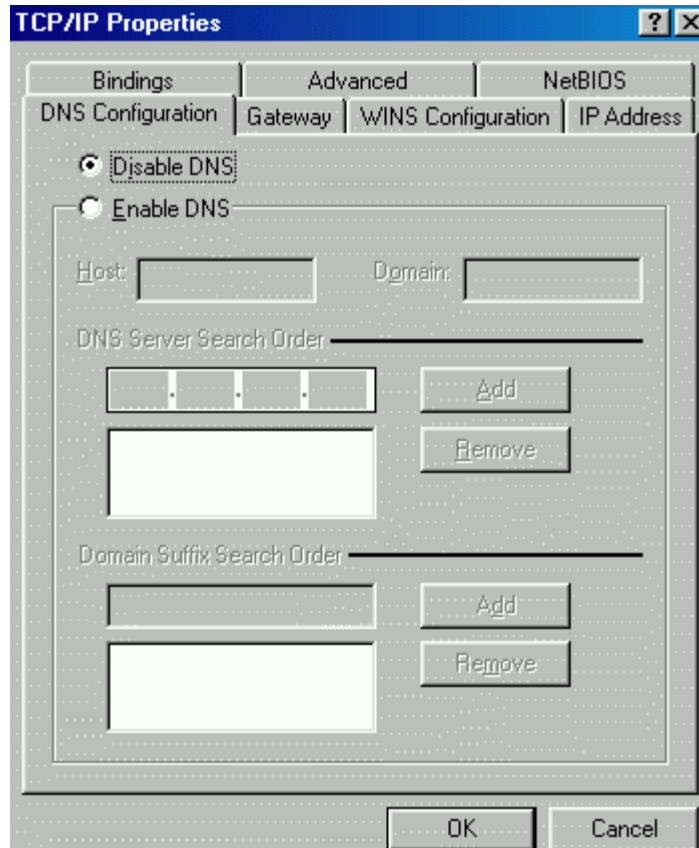 TCP/IP Properties
Bindings Advanced NetBIOS
DNS Configuration Gateway WINS Configuration IP Address
Disable DNS
Enable DNS
Host: Domain:
DNS Server Search Order
. . . Add
Remove
Domain Suffix Search Order
Add
Remove
OK Cancel